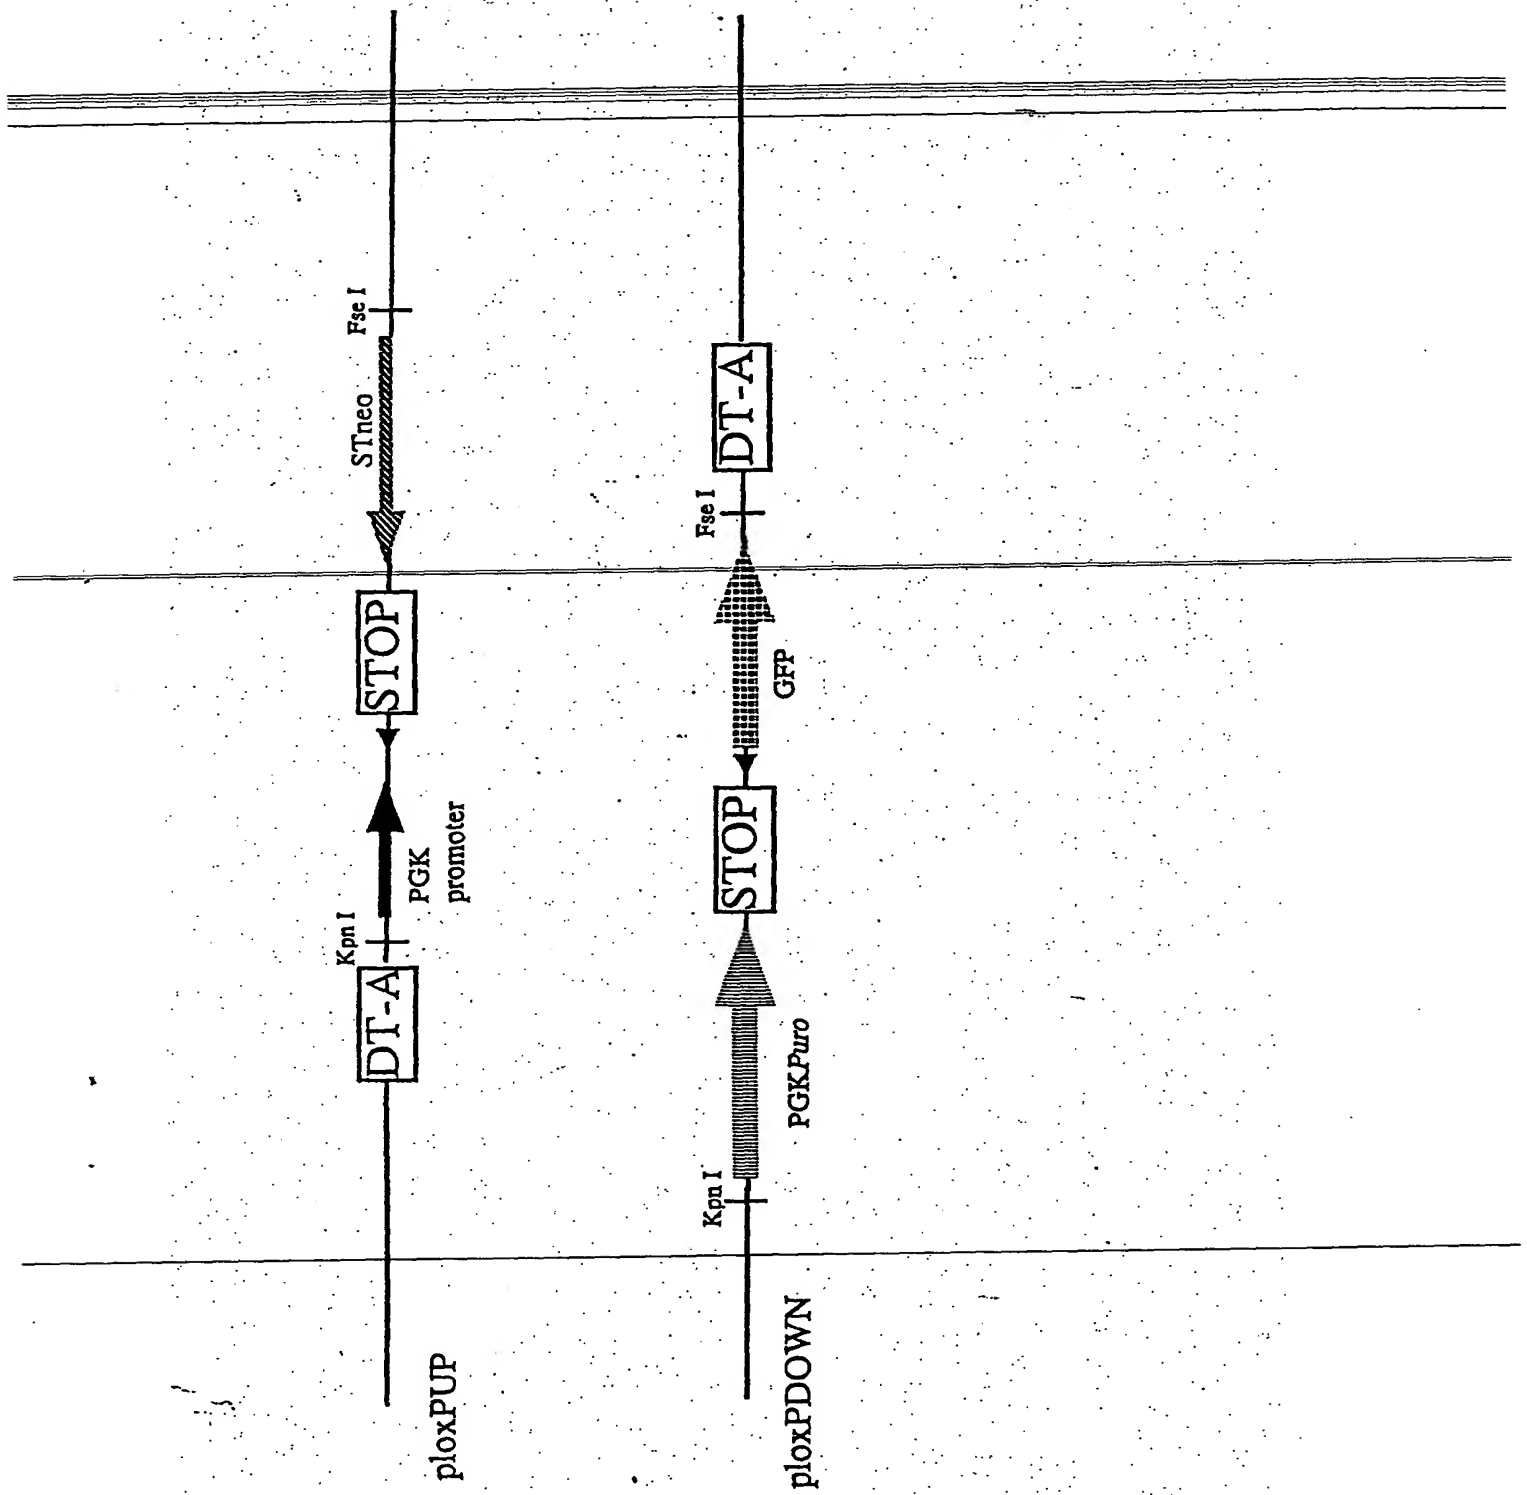 ploxPUP
DT-A
Kpn I
PGK
promoter
STOP
STneo
Fse I
ploxPDOWN
Kpn I
PGKPuro
STOP
GFP
Fse I
DT-A